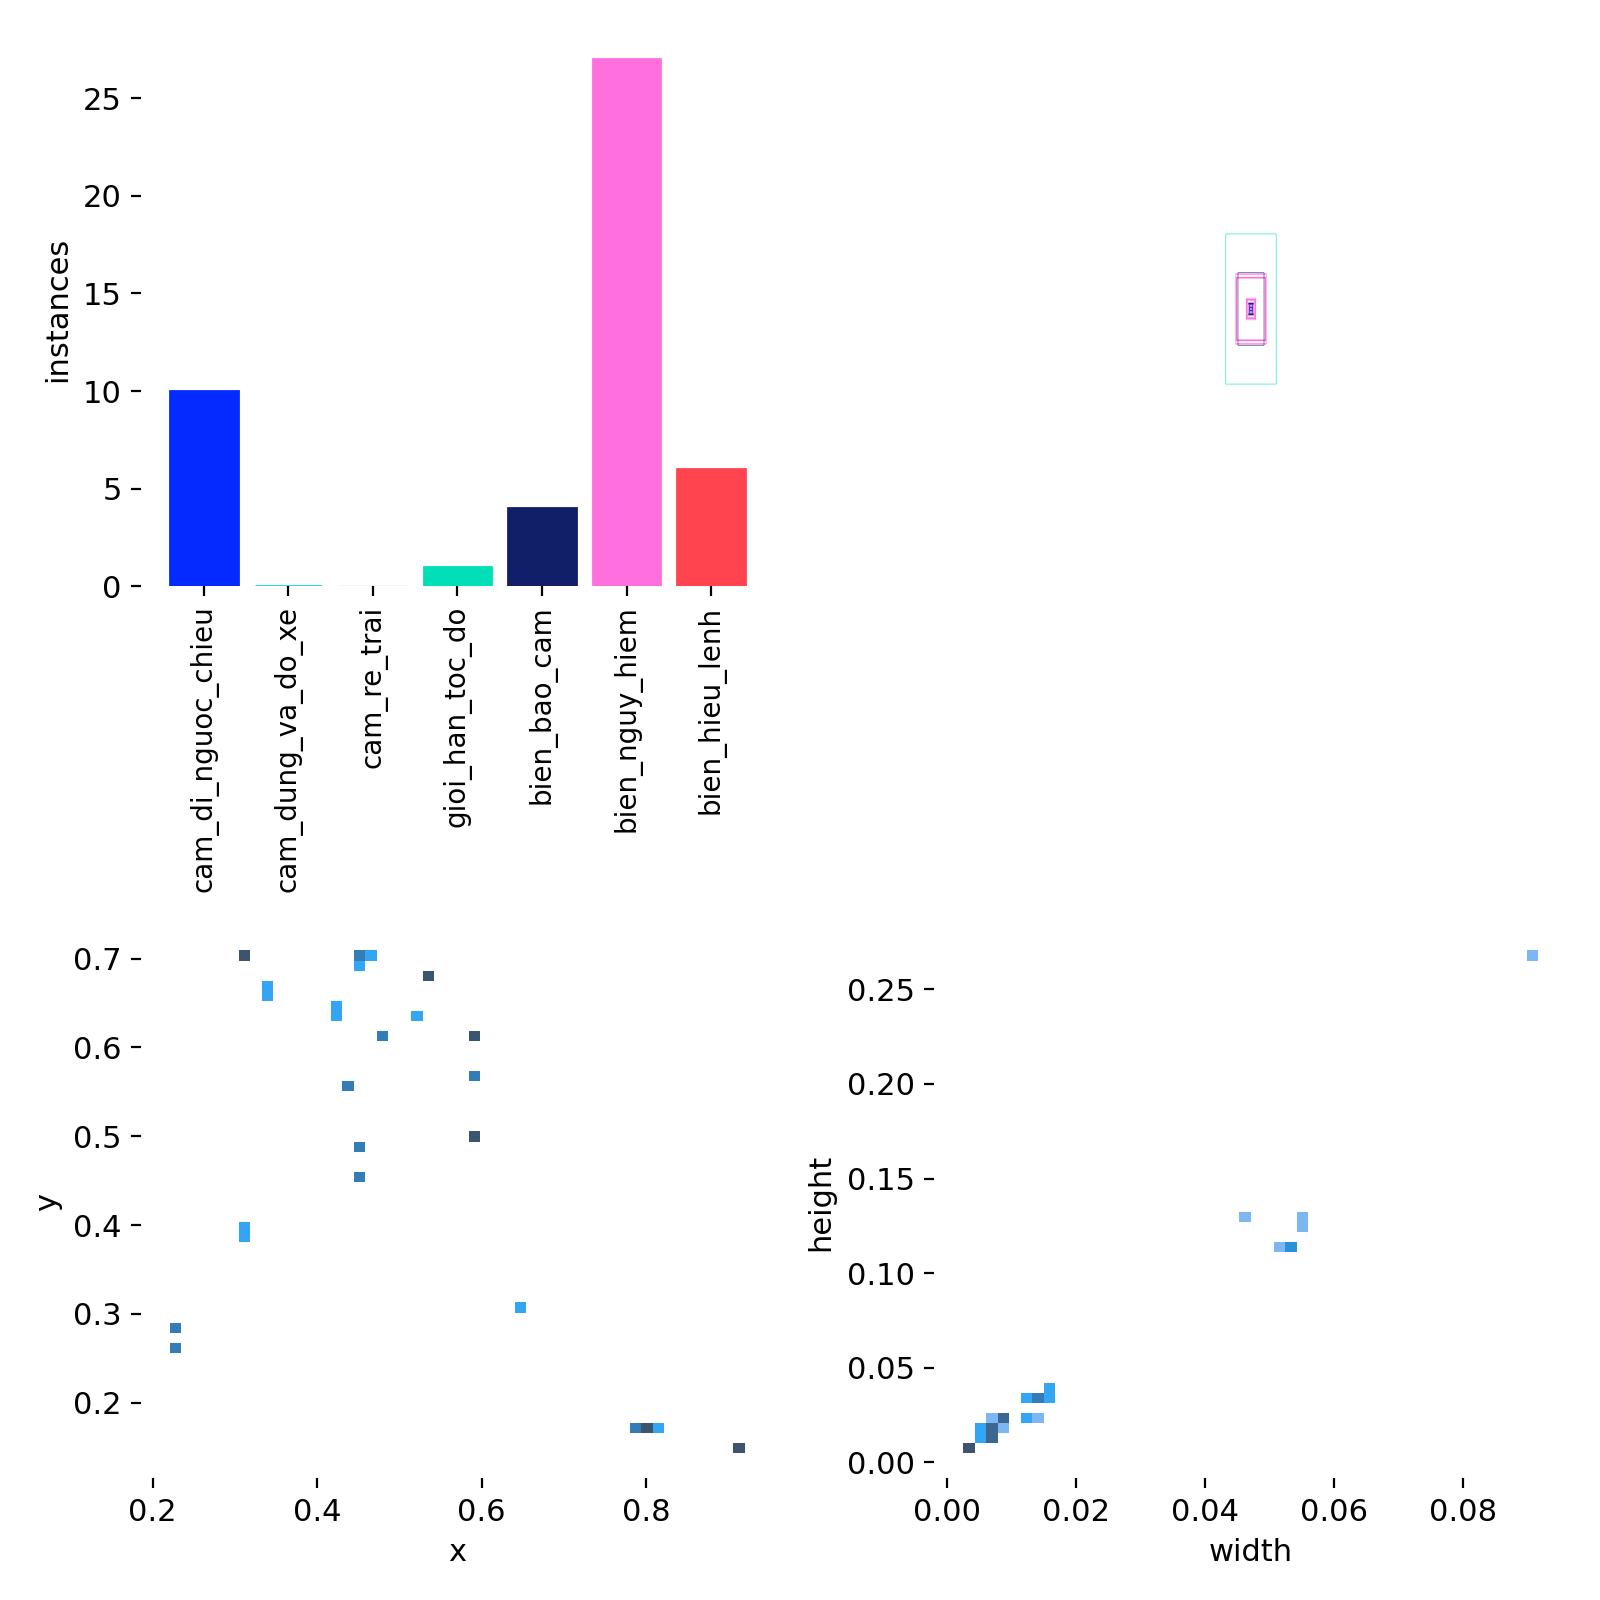 25
20
15
10
5
0
instances
cam_di_nguoc_chieu
cam_dung_va_do_xe
cam_re_trai
gioi_han_toc_do
bien_bao_cam
bien_nguy_hiem
bien_hieu_lenh
0.7
0.6
0.5
0.4
0.3
0.2
y
0.2 0.4 0.6 0.8
x
0.25
0.20
0.15
0.10
0.05
0.00
height
0.00 0.02 0.04 0.06 0.08
width